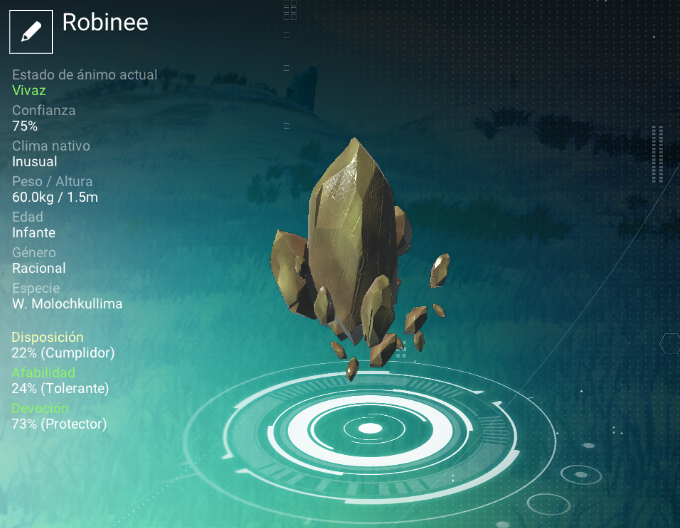 Robinee
Estado de ánimo actual
Vivaz
Confianza
75%
Clima nativo
Inusual
Peso / Altura
60.0kg / 1.5m
Edad
Infante
Género
Racional
Especie
W. Molochkullima
Disposición
22% (Cumplidor)
Afabilidad
24% (Tolerante)
Devoción
73% (Protector)